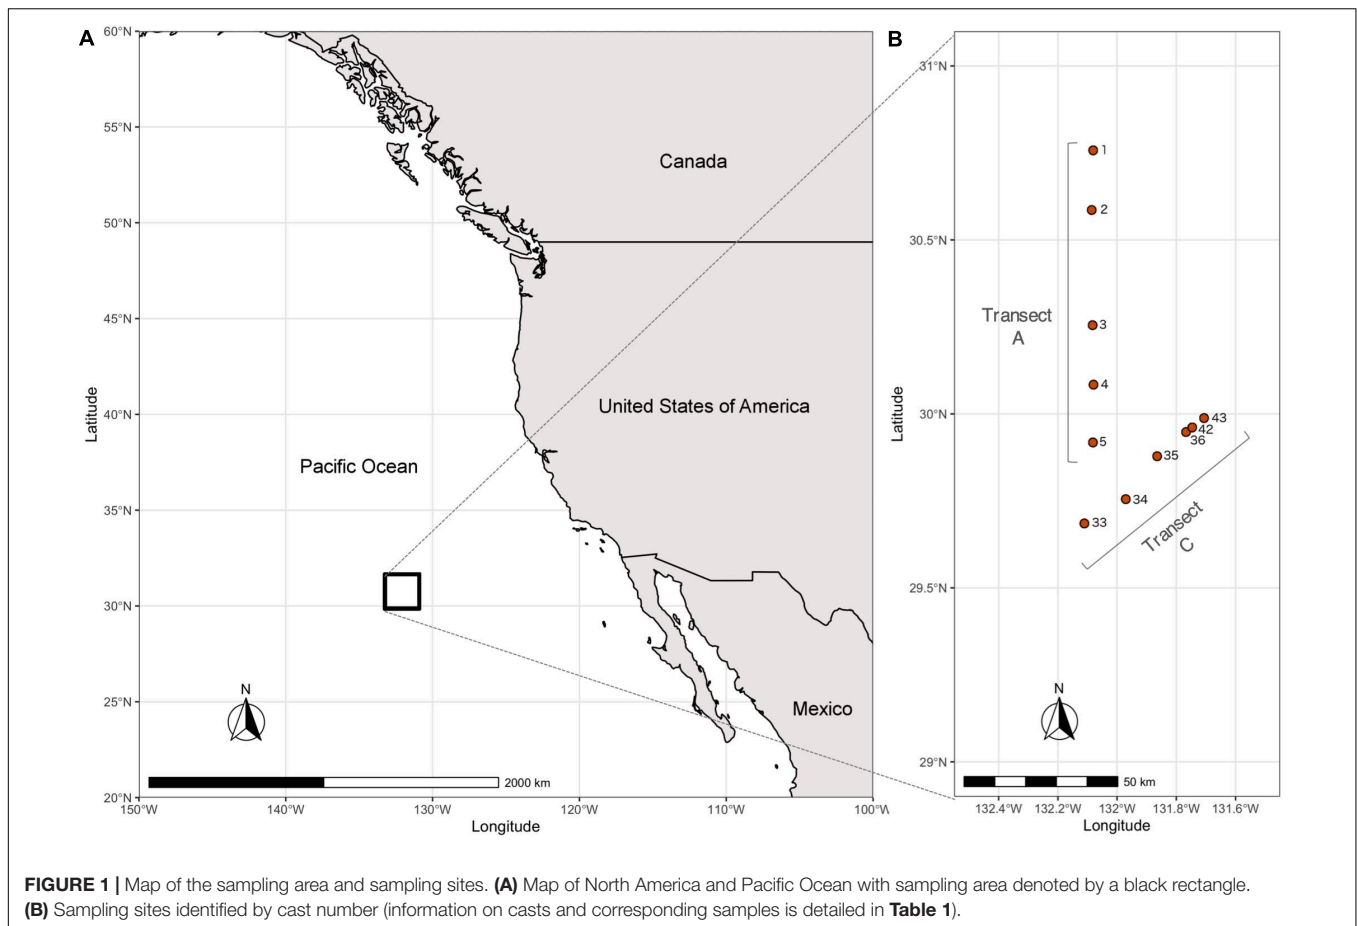 A
60°N
55°N
50°N
45°N
40°N
35°N
30°N
25°N
20°N
Latitude
Canada
United States of America
Pacific Ocean
Mexico
N
2000 km
150°W
140°W
130°W
120°W
110°W
100°W
Longitude
B
31°N
30.5°N
30°N
29.5°N
29°N
Latitude
1
2
3
4
5
Transect
A
43
42
36
35
34
33
Transect
C
N
50 km
132.4°W
132.2°W
132°W
131.8°W
131.6°W
Longitude
FIGURE 1 | Map of the sampling area and sampling sites. (A) Map of North America and Pacific Ocean with sampling area denoted by a black rectangle.
(B) Sampling sites identified by cast number (information on casts and corresponding samples is detailed in Table 1).